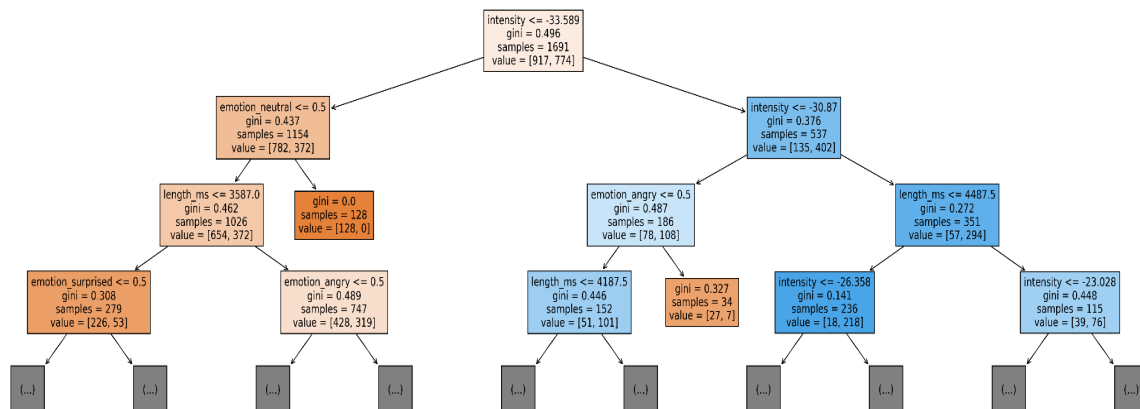 intensity <= -33.589
gini = 0.496
samples = 1691
value = [917, 774]
emotion_neutral <= 0.5
gini = 0.437
samples = 1154
value = [782, 372]
intensity <= -30.87
gini = 0.376
samples = 537
value = [135, 402]
length_ms <= 3587.0
gini = 0.462
samples = 1026
value = [654, 372]
gini = 0.0
samples = 128
value = [128, 0]
emotion_angry <= 0.5
gini = 0.487
samples = 186
value = [78, 108]
length_ms <= 4487.5
gini = 0.272
samples = 351
value = [57, 294]
emotion_surprised <= 0.5
gini = 0.308
samples = 279
value = [226, 53]
emotion_angry <= 0.5
gini = 0.489
samples = 747
value = [428, 319]
length_ms <= 4187.5
gini = 0.446
samples = 152
value = [51, 101]
gini = 0.327
samples = 34
value = [27, 7]
intensity <= -26.358
gini = 0.141
samples = 236
value = [18, 218]
intensity <= -23.028
gini = 0.448
samples = 115
value = [39, 76]
(...)
(...)
(...)
(...)
(...)
(...)
(...)
(...)
(...)
(...)